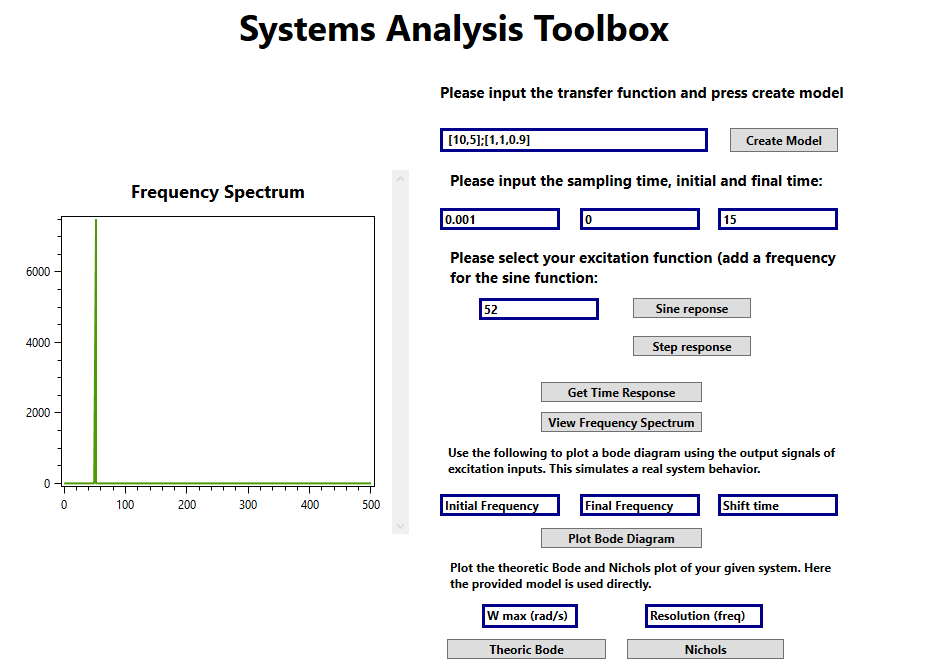 Systems Analysis Toolbox
Please input the transfer function and press create model
[10,5];[1,1,0.9]
Create Model
Please input the sampling time, initial and final time:
0.001
0
15
Please select your excitation function (add a frequency
for the sine function:
52
Sine reponse
Step response
Get Time Response
View Frequency Spectrum
Use the following to plot a bode diagram using the output signals of
excitation inputs. This simulates a real system behavior.
Initial Frequency
Final Frequency
Shift time
Plot Bode Diagram
Plot the theoretic Bode and Nichols plot of your given system. Here
the provided model is used directly.
W max (rad/s)
Resolution (freq)
Theoric Bode
Nichols
Frequency Spectrum
6000
4000
2000
0
0 100 200 300 400 500